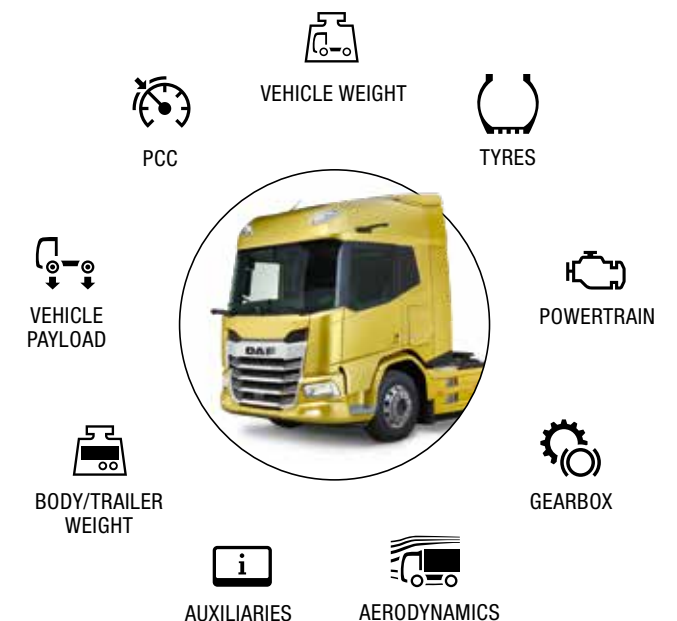 VEHICLE WEIGHT
PCC
TYRES
VEHICLE
PAYLOAD
DAF
POWERTRAIN
BODY/TRAILER
WEIGHT
GEARBOX
i
AUXILIARIES
AERODYNAMICS